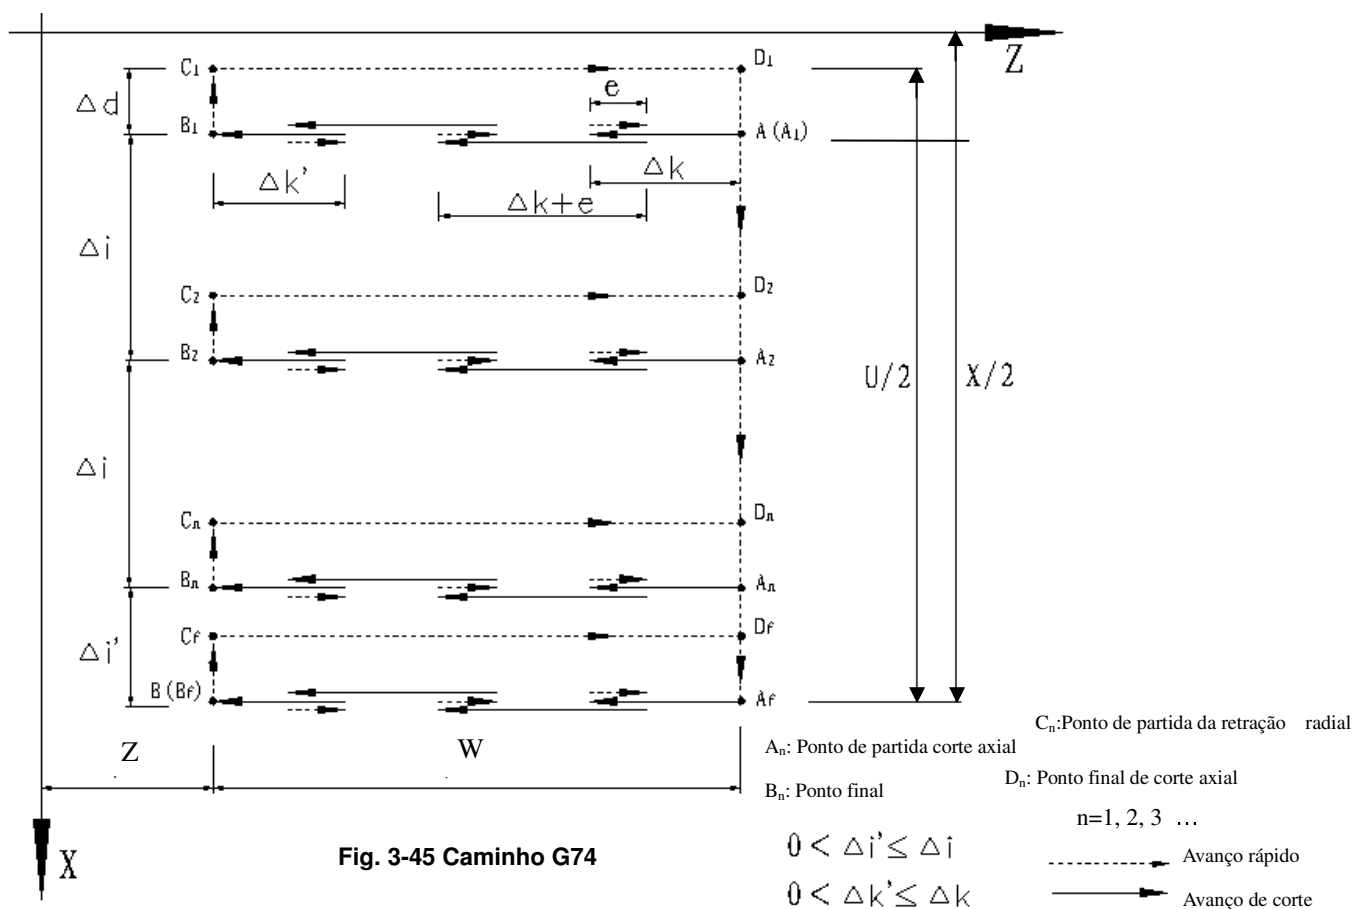 Z
C₁
D₁
Δd
e
B₁
A(A₁)
Δk
Δk'
Δk+e
Δi
C₂
D₂
B₂
A₂
U/2
X/2
Δi
Cₙ
Dₙ
Bₙ
Aₙ
Cf
Df
Δi'
B(Bf)
Af
Z
W
Cₙ:Ponto de partida da retração radial
Aₙ: Ponto de partida corte axial
Dₙ: Ponto final de corte axial
Bₙ: Ponto final
n=1, 2, 3 …
0 < Δi' ≤ Δi
Avanço rápido
0 < Δk' ≤ Δk
Avanço de corte
X
Fig. 3-45 Caminho G74